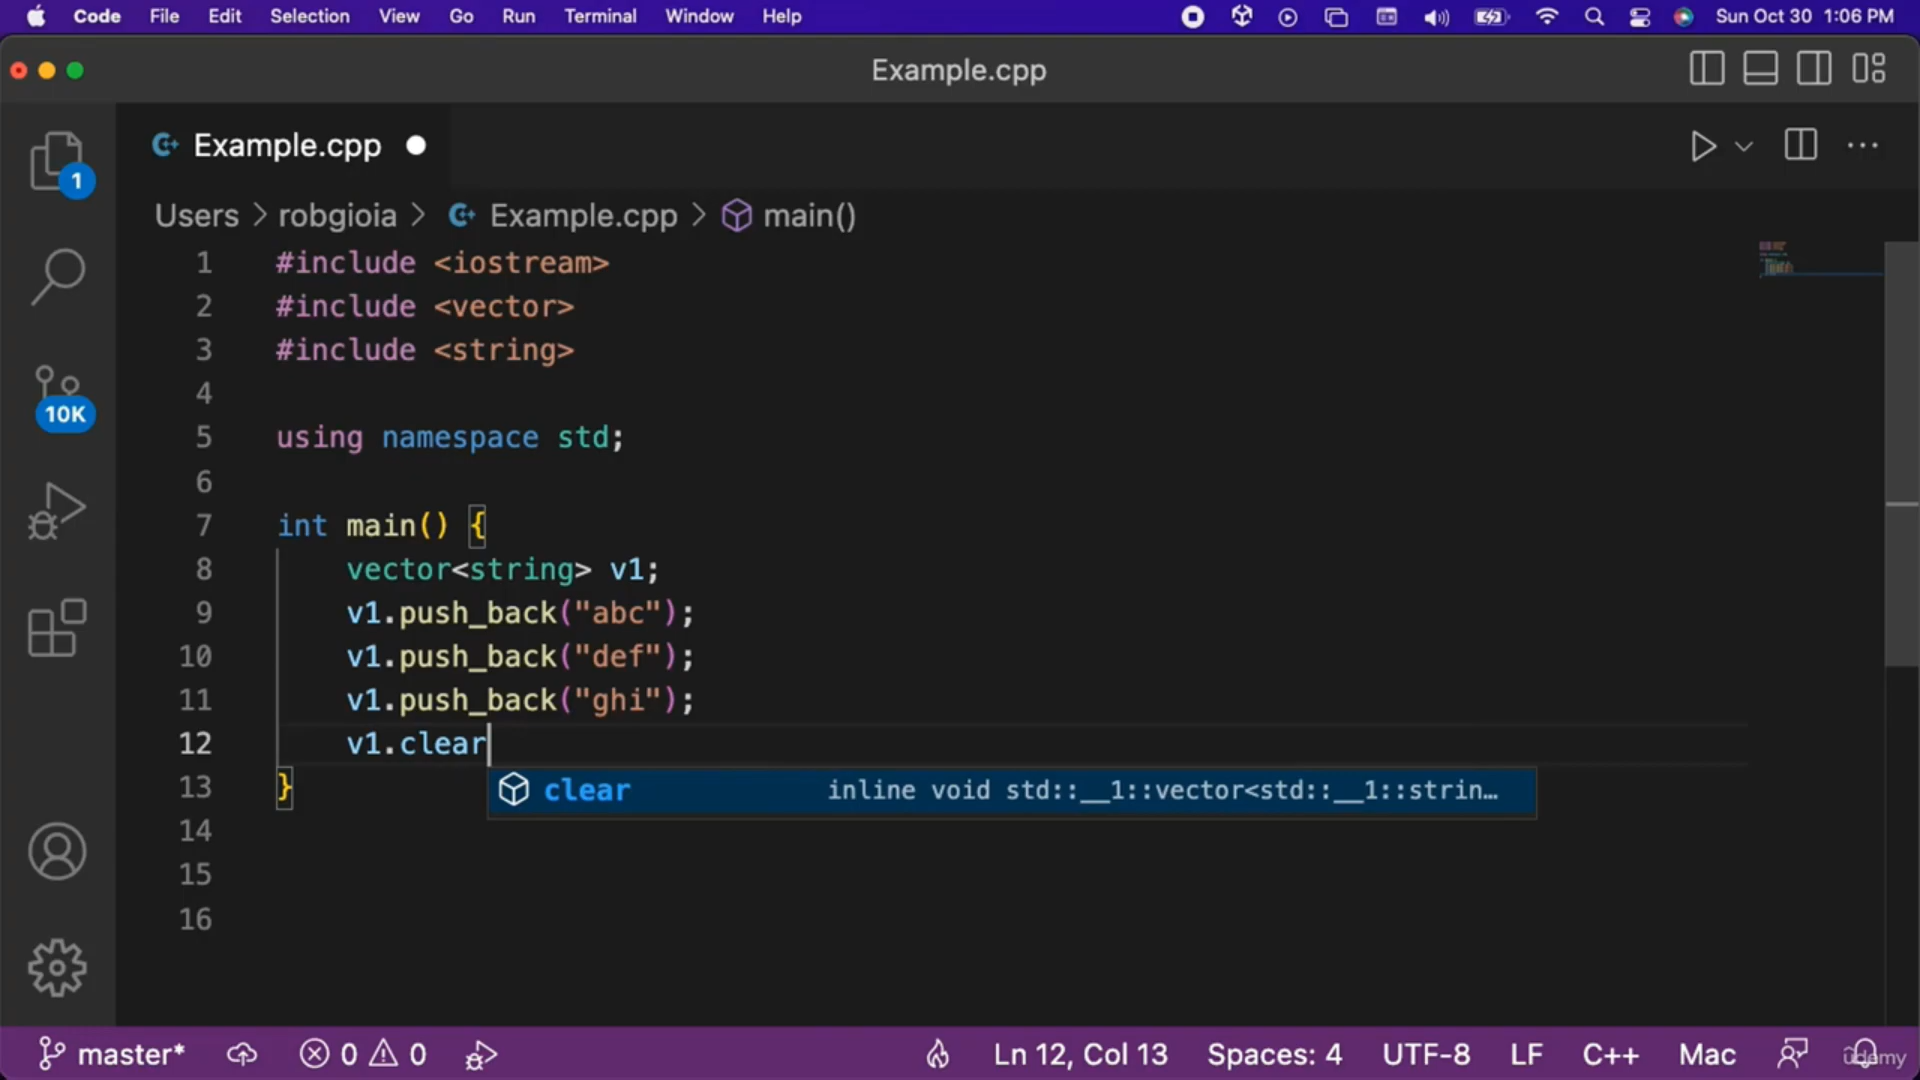 Code File Edit Selection View Go Run Terminal Window Help Sun Oct 30 1:06 PM
Example.cpp
Example.cpp
1
Users > robgioia > Example.cpp > main()
1 #include <iostream>
2 #include <vector>
3 #include <string>
4
10K
5 using namespace std;
6
7 int main() {
8 vector<string> v1;
9 v1.push_back("abc");
10 v1.push_back("def");
11 v1.push_back("ghi");
12 v1.clear
13 }
clear inline void std::__1::vector<std::__1::strin…
14
15
16
master* 0 0 Ln 12, Col 13 Spaces: 4 UTF-8 LF C++ Mac
ûdemy